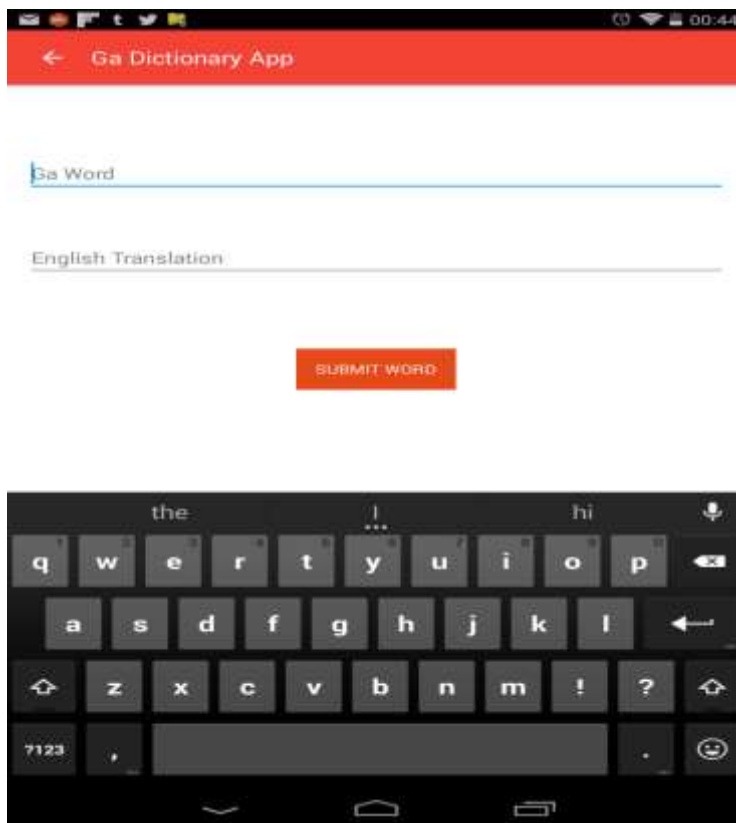 00:44
Ga Dictionary App
Ga Word
English Translation
SUBMIT WORD
the I hi
q w e r t y u i o p
a s d f g h j k l
z x c v b n m ! ?
?123 , .